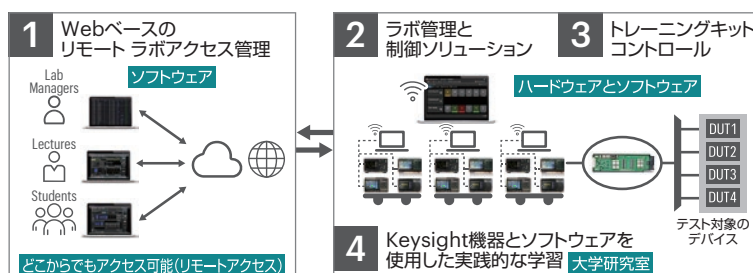 1
Webベースの
リモート ラボアクセス管理
ソフトウェア
Lab
Managers
Lectures
Students
どこからでもアクセス可能(リモートアクセス)
2
ラボ管理と
制御ソリューション
3
トレーニングキット
コントロール
ハードウェアとソフトウェア
DUT1
DUT2
DUT3
DUT4
テスト対象の
デバイス
4
Keysight機器とソフトウェアを
使用した実践的な学習
大学研究室